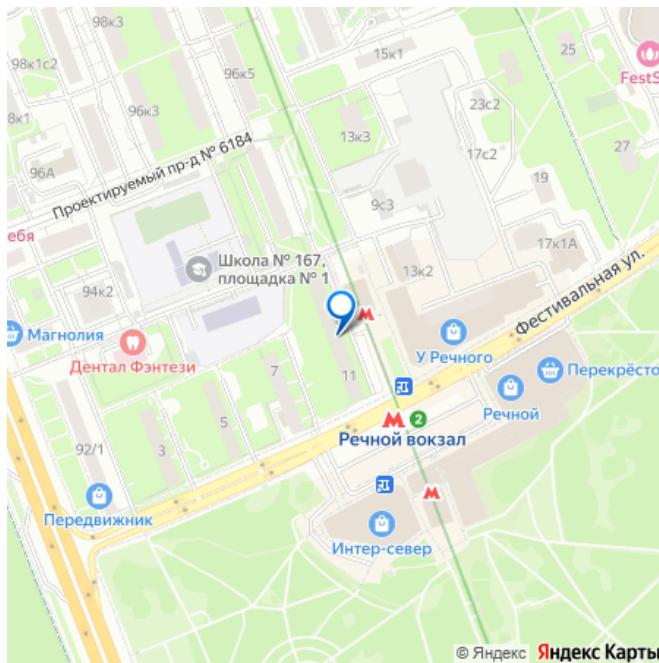 98к3
98к1с2
96к5
15к1
25
FestS
8к1
96к3
23с2
13к3
17с2
27
96А
Проектируемый пр-д № 6184
19
9с3
ебя
Школа № 167,
площадка № 1
17к1А
13к2
94к2
Фестивальная ул.
Магнолия
Дентал Фэнтези
У Речного
Перекрёсто
7
11
Речной
5
2
Речной вокзал
92/1
3
Передвижник
Интер-север
© Яндекс Яндекс Карты